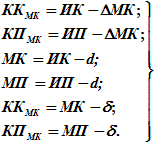 КК_МК = ИК − ΔМК;
КП_МК = ИП − ΔМК;
МК = ИК − d;
МП = ИП − d;
КК_МК = МК − δ;
КП_МК = МП − δ.